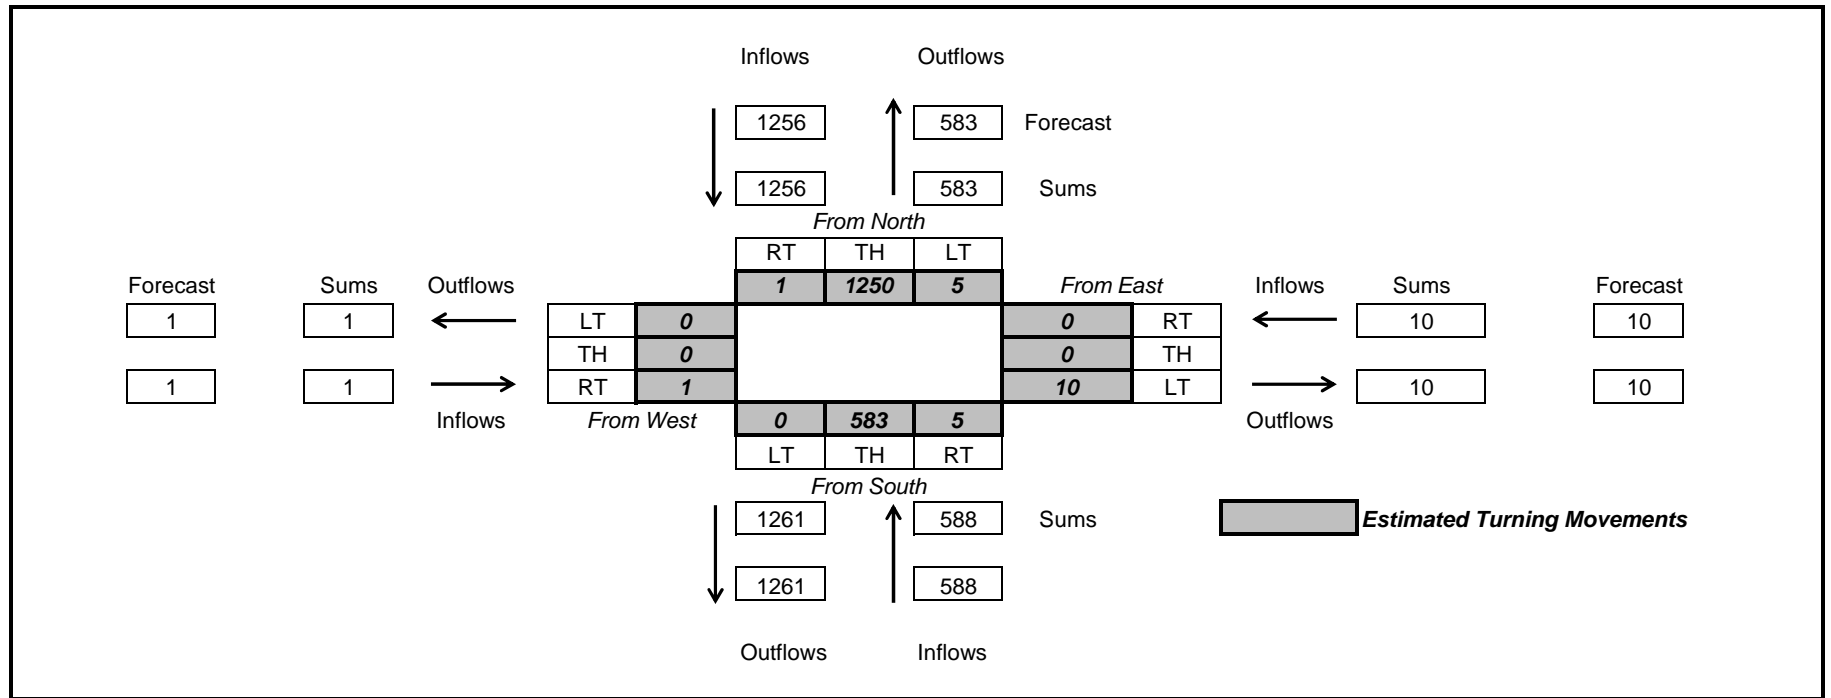 Inflows Outflows
1256 583 Forecast
1256 583 Sums
From North
RT TH LT
Forecast Sums Outflows 1 1250 5 From East Inflows Sums Forecast
1 1 LT 0 0 RT 10 10
TH 0 0 TH
1 1 RT 1 10 LT 10 10
Inflows From West 0 583 5 Outflows
LT TH RT
From South
1261 588 Sums Estimated Turning Movements
1261 588
Outflows Inflows